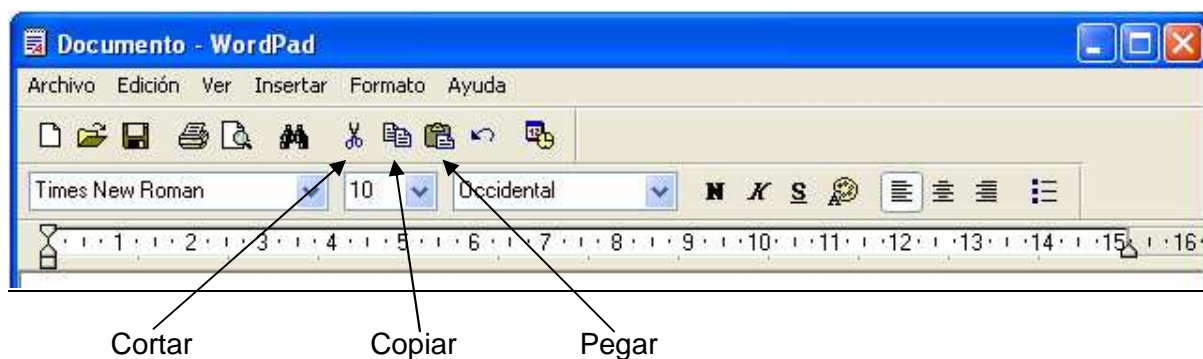 Documento - WordPad
Archivo Edición Ver Insertar Formato Ayuda
Times New Roman 10 Occidental N K S
1 2 3 4 5 6 7 8 9 10 11 12 13 14 15 16
Cortar Copiar Pegar